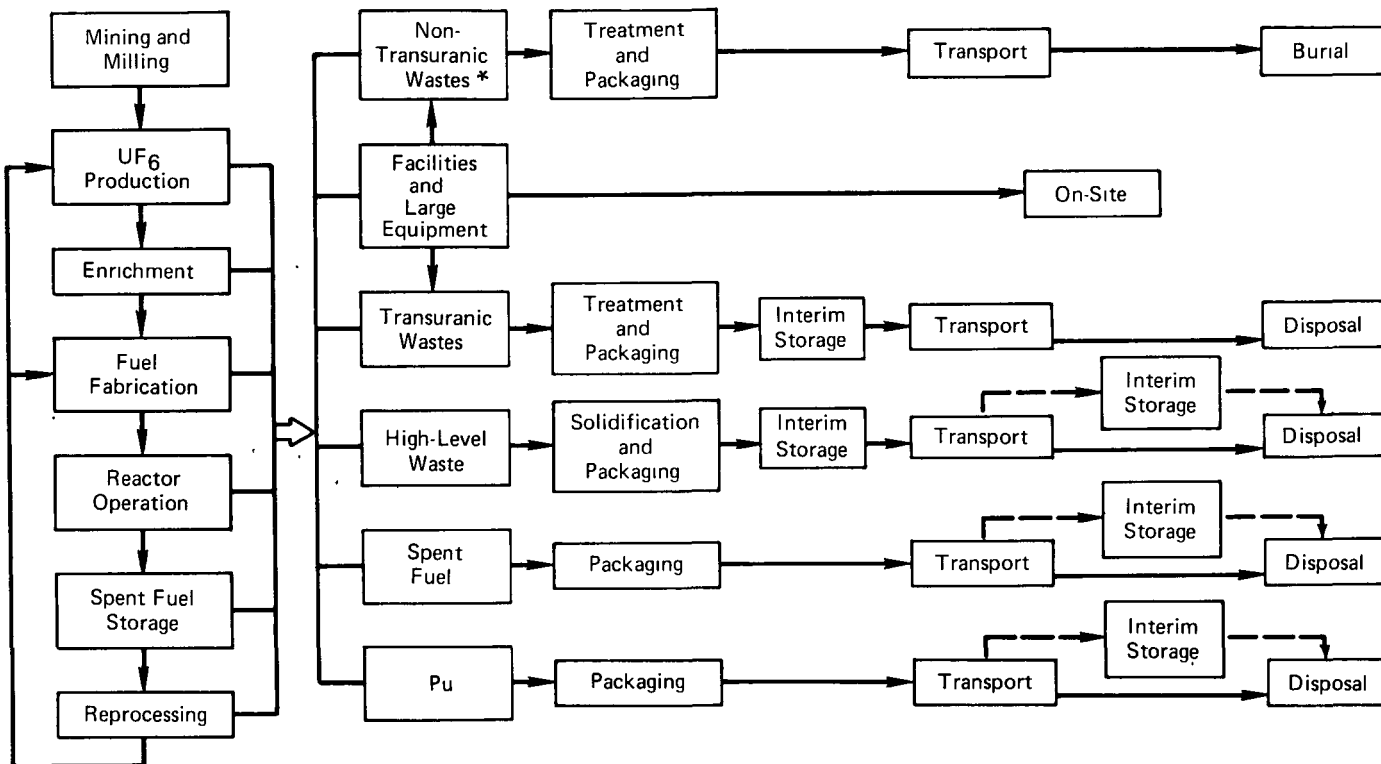 Mining and
Milling
UF6
Production
Enrichment
Fuel
Fabrication
Reactor
Operation
Spent Fuel
Storage
Reprocessing
Non-
Transuranic
Wastes *
Treatment
and
Packaging
Transport
Burial
Facilities
and
Large
Equipment
On-Site
Transuranic
Wastes
Treatment
and
Packaging
Interim
Storage
Transport
Disposal
High-Level
Waste
Solidification
and
Packaging
Interim
Storage
Transport
Interim
Storage
Disposal
Spent
Fuel
Packaging
Transport
Interim
Storage
Disposal
Pu
Packaging
Transport
Interim
Storage
Disposal